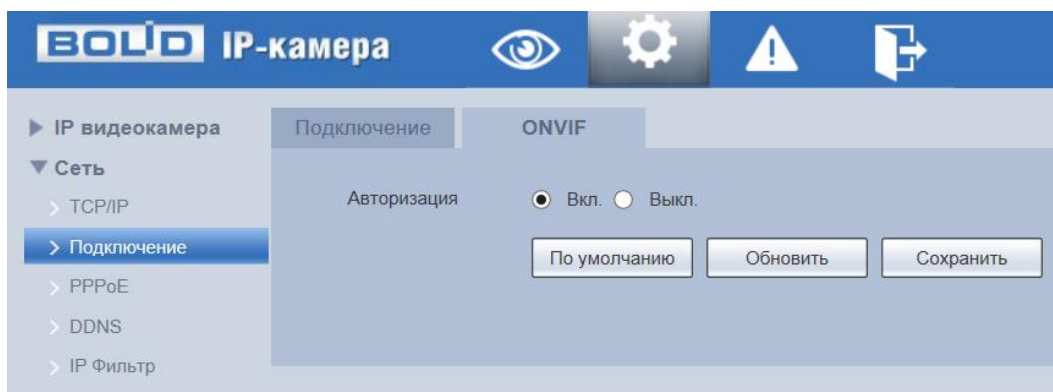 BOLID IP-камера
IP видеокамера
Сеть
TCP/IP
Подключение
PPPoE
DDNS
IP Фильтр
Подключение ONVIF
Авторизация Вкл. Выкл.
По умолчанию Обновить Сохранить